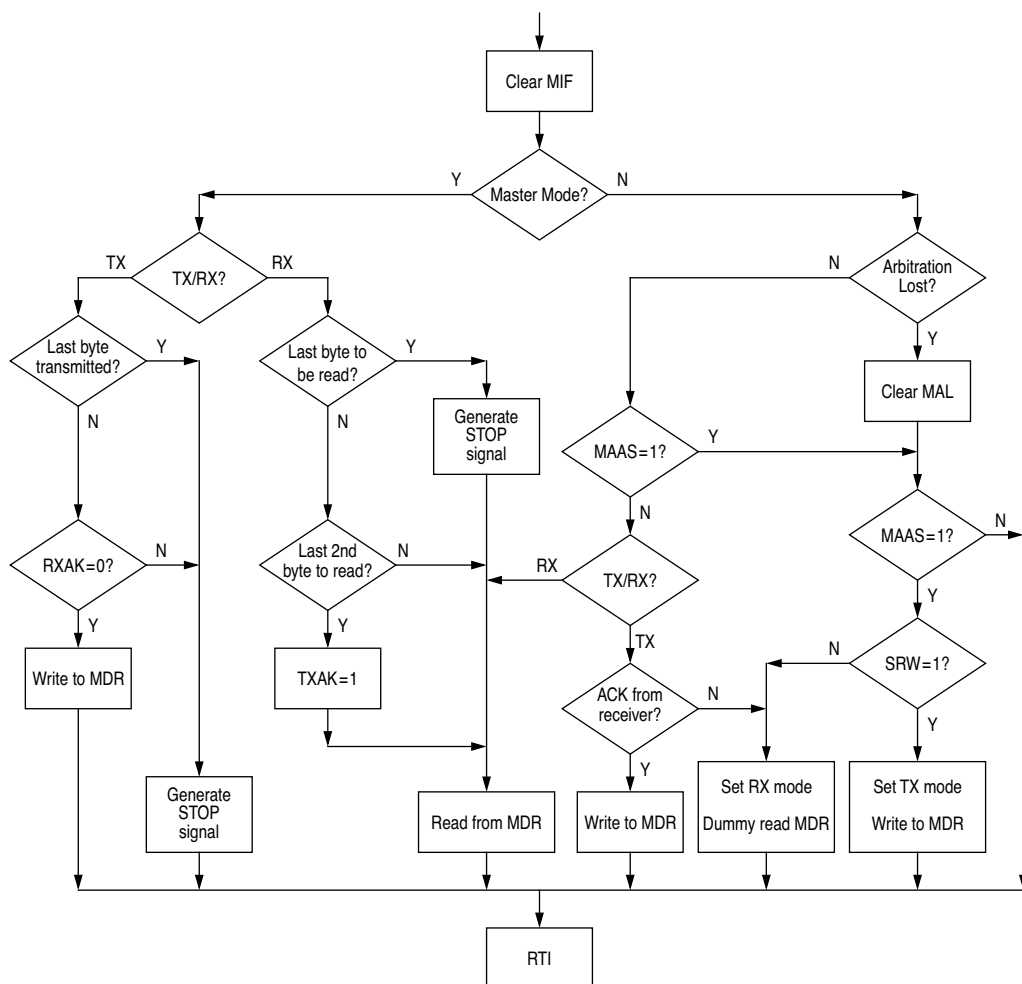 Clear MIF
Y
Master Mode?
N
TX
TX/RX?
RX
N
Arbitration
Lost?
Y
Last byte
transmitted?
Y
N
Last byte to
be read?
Y
N
Generate
STOP
signal
Clear MAL
MAAS=1?
Y
N
MAAS=1?
N
Y
RXAK=0?
N
Y
Last 2nd
byte to read?
N
Y
RX
TX/RX?
TX
N
SRW=1?
Y
Write to MDR
TXAK=1
ACK from
receiver?
N
Y
Generate
STOP
signal
Read from MDR
Write to MDR
Set RX mode
Dummy read MDR
Set TX mode
Write to MDR
RTI